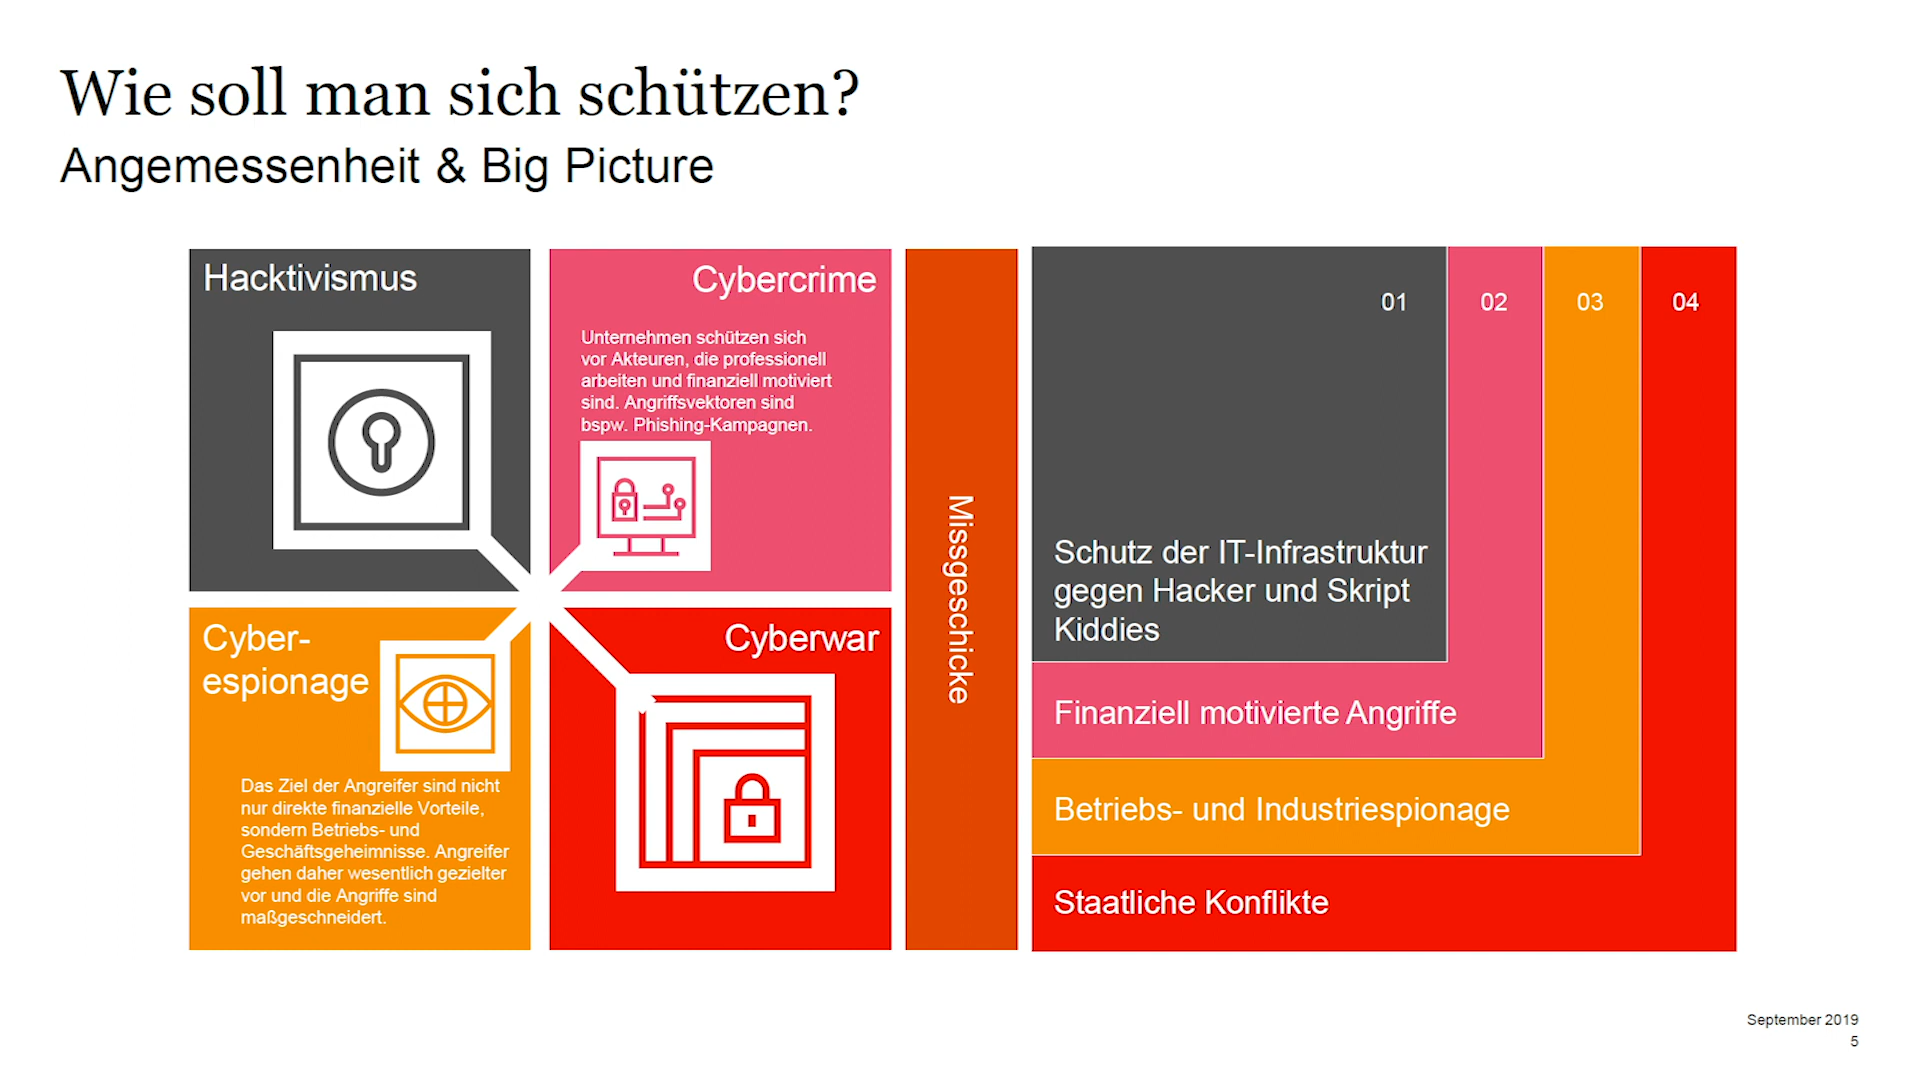 Wie soll man sich schützen?
Angemessenheit & Big Picture
Hacktivismus
Cybercrime
Unternehmen schützen sich
vor Akteuren, die professionell
arbeiten und finanziell motiviert
sind. Angriffsvektoren sind
bspw. Phishing-Kampagnen.
Cyber-
espionage
Das Ziel der Angreifer sind nicht
nur direkte finanzielle Vorteile,
sondern Betriebs- und
Geschäftsgeheimnisse. Angreifer
gehen daher wesentlich gezielter
vor und die Angriffe sind
maßgeschneidert.
Cyberwar
Missgeschicke
01
02
03
04
Schutz der IT-Infrastruktur
gegen Hacker und Skript
Kiddies
Finanziell motivierte Angriffe
Betriebs- und Industriespionage
Staatliche Konflikte
September 2019
5